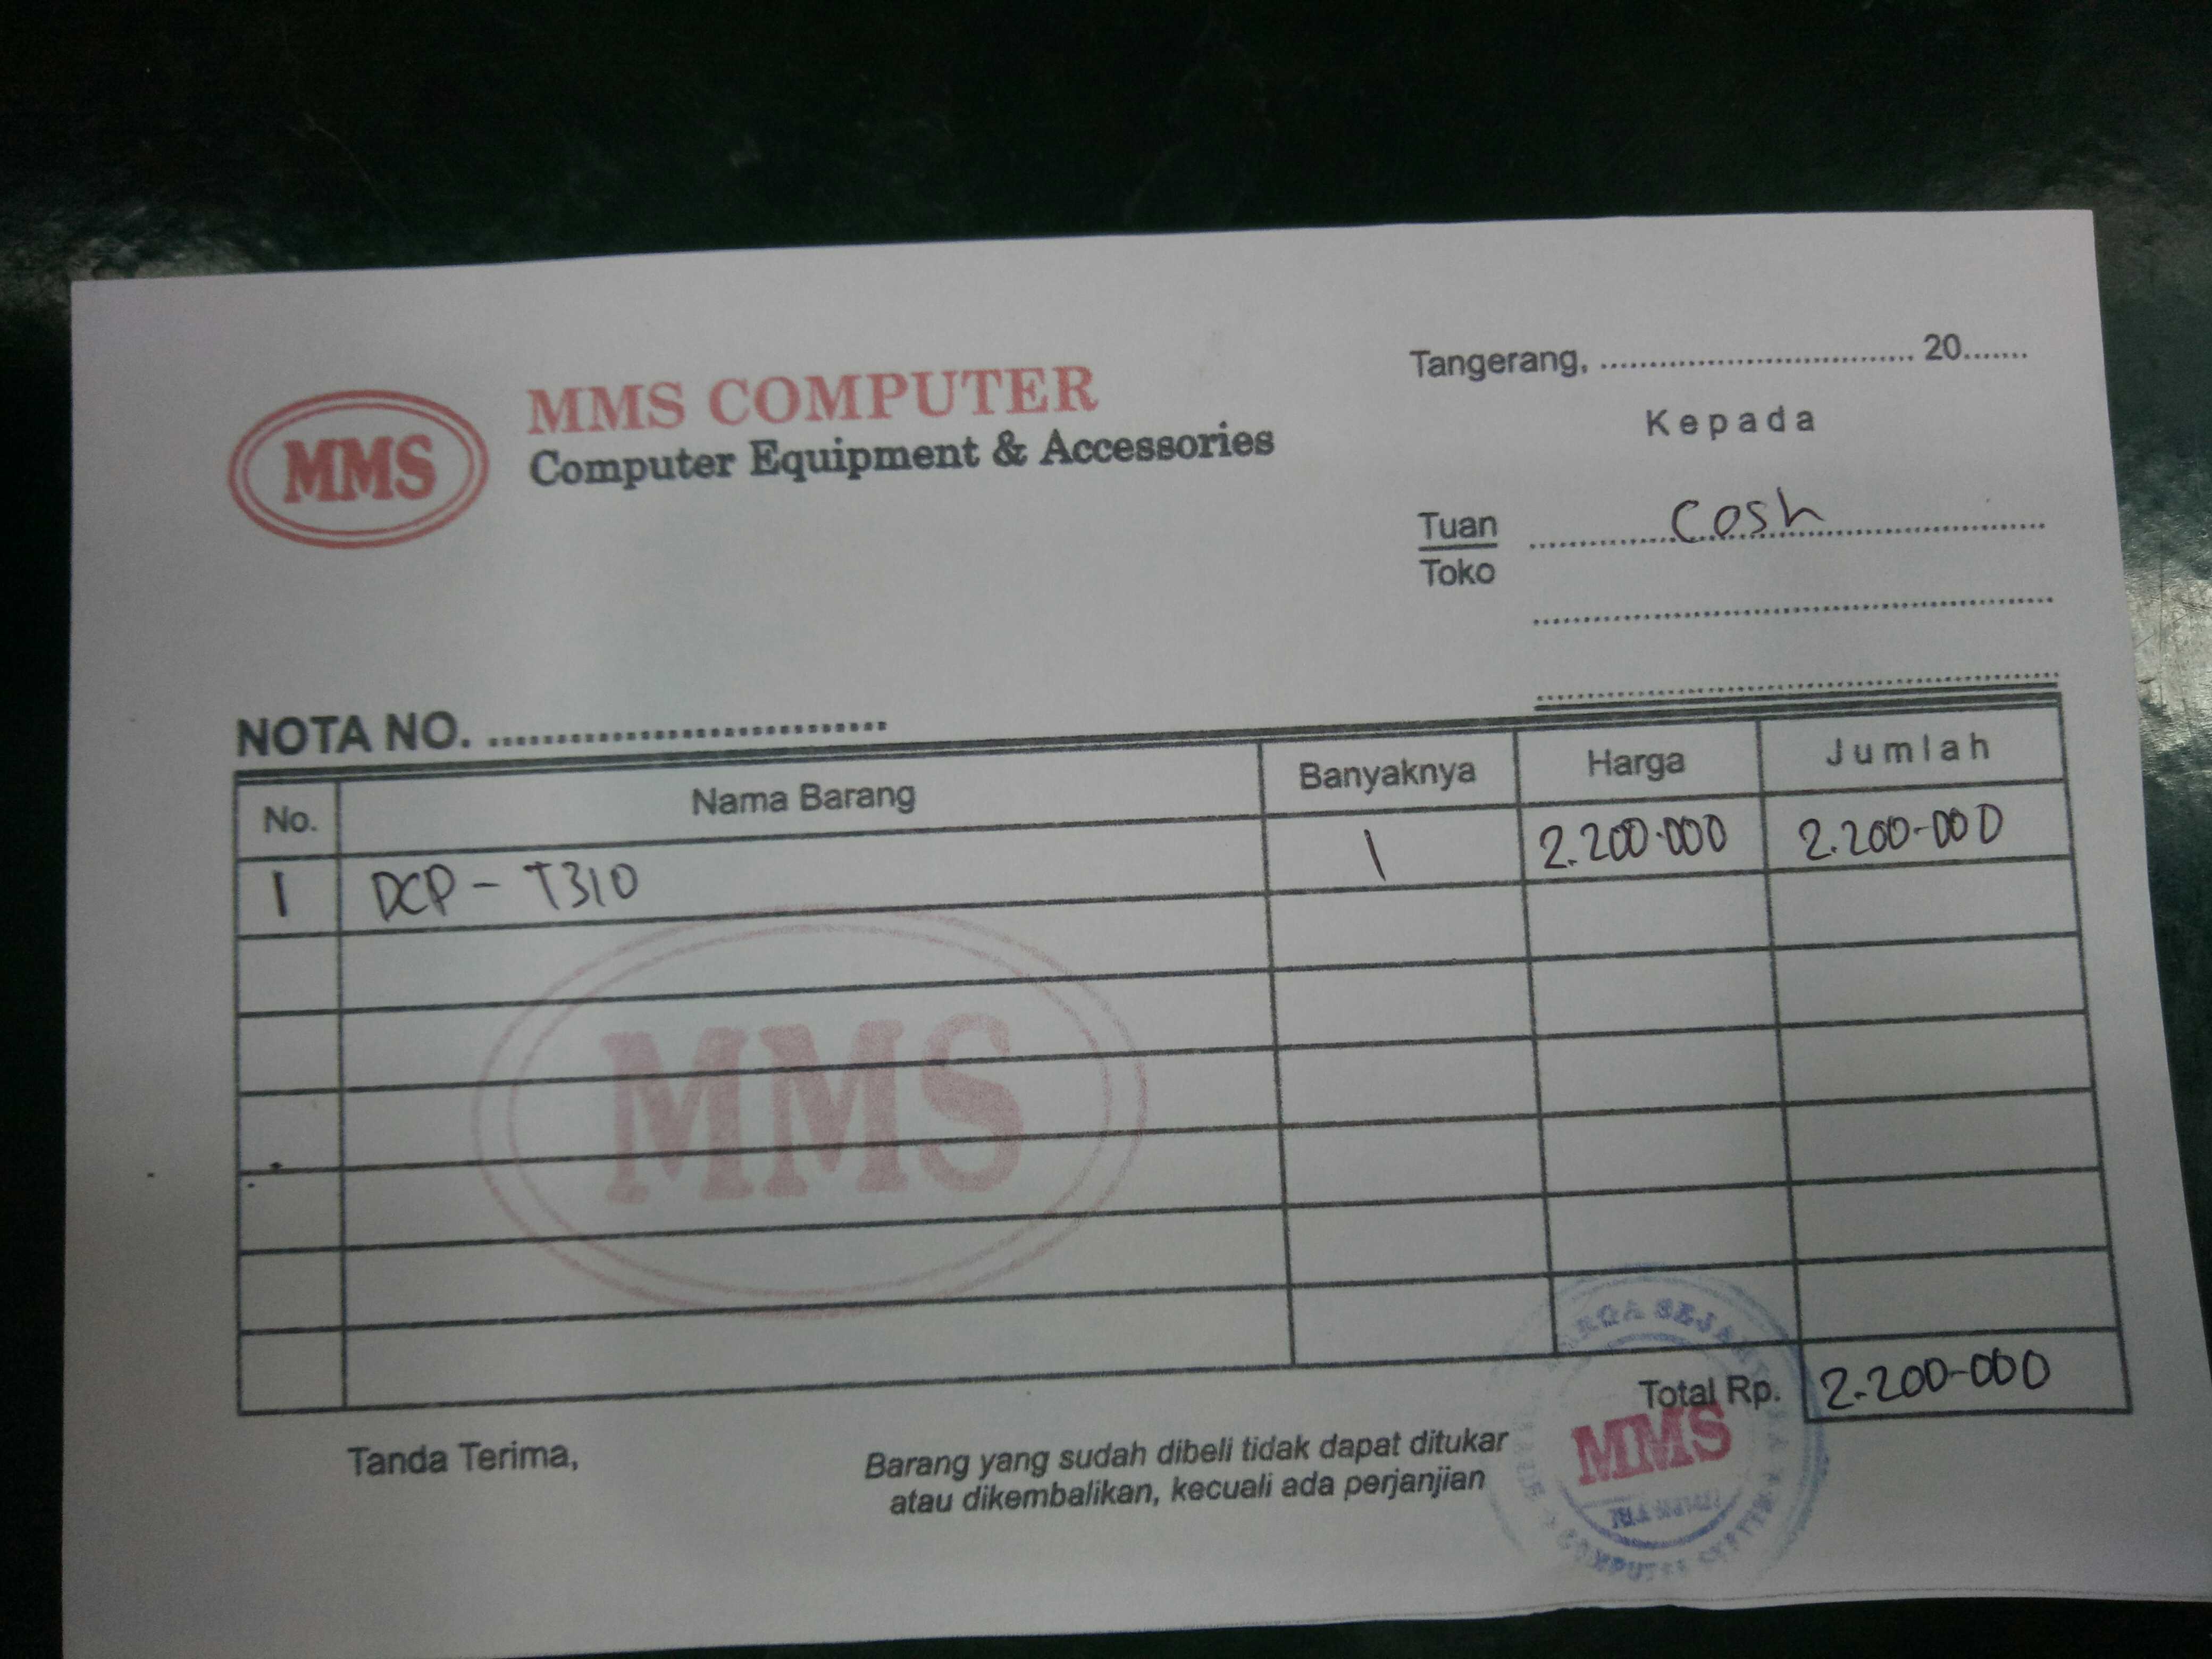 Tangerang, .................................... 20.......
MMS
MMS COMPUTER
Computer Equipment & Accessories
Kepada
Tuan
Toko
Cash
NOTA NO. ..............................
No. Nama Barang Banyaknya Harga Jumlah
1 DCP - T310 1 2.200.000 2.200-000
MMS
Total Rp. 2.200-000
Tanda Terima,
Barang yang sudah dibeli tidak dapat ditukar
atau dikembalikan, kecuali ada perjanjian
MMS